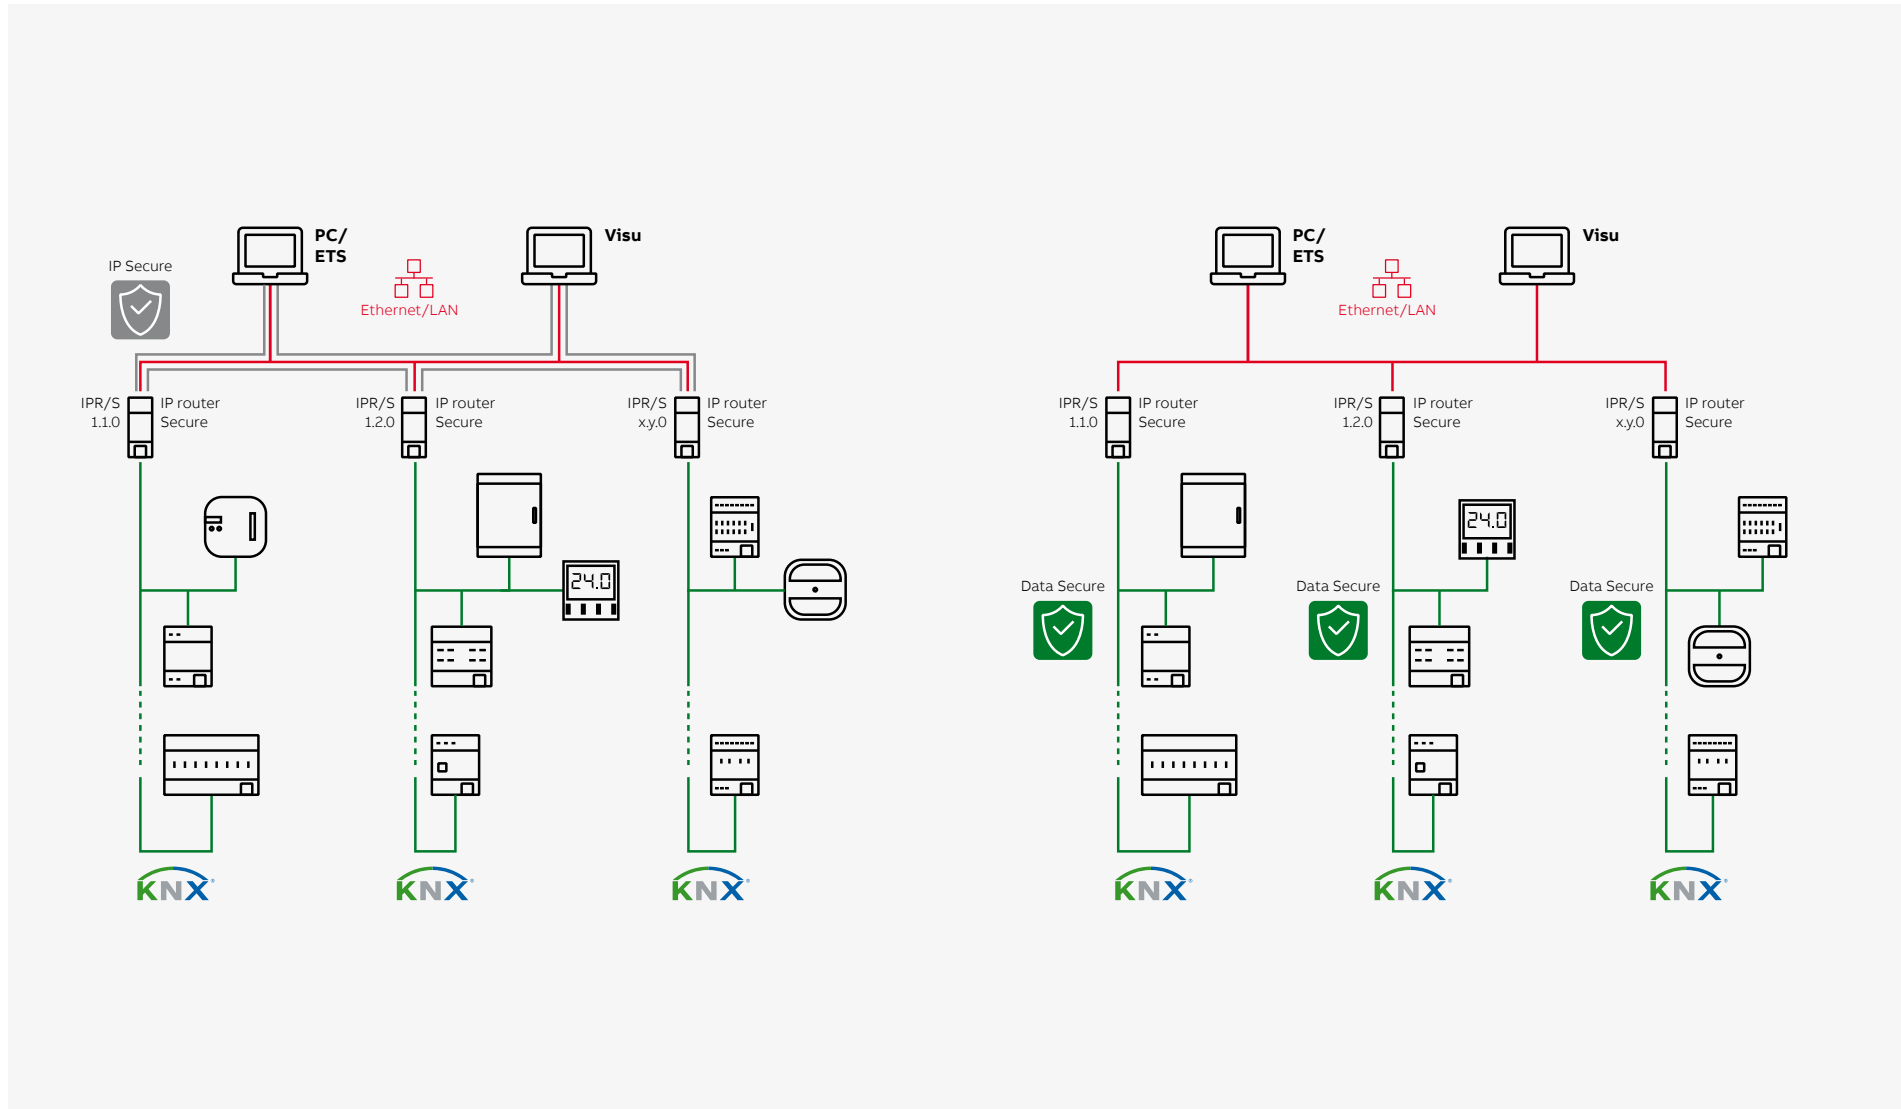 PC/
ETS
Visu
IP Secure
Ethernet/LAN
IPR/S
1.1.0
IP router
Secure
IPR/S
1.2.0
IP router
Secure
IPR/S
x.y.0
IP router
Secure
24.0
KNX®
KNX®
KNX®
PC/
ETS
Visu
Ethernet/LAN
IPR/S
1.1.0
IP router
Secure
IPR/S
1.2.0
IP router
Secure
IPR/S
x.y.0
IP router
Secure
24.0
Data Secure
Data Secure
Data Secure
KNX®
KNX®
KNX®